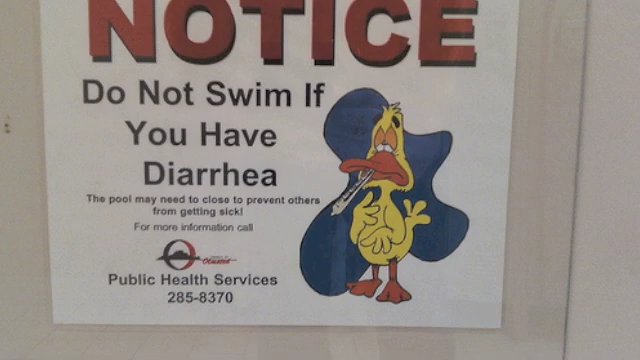 NOTICE
Do Not Swim If
You Have
Diarrhea
The pool may need to close to prevent others
from getting sick!
For more information call
Olmsted
Public Health Services
285-8370